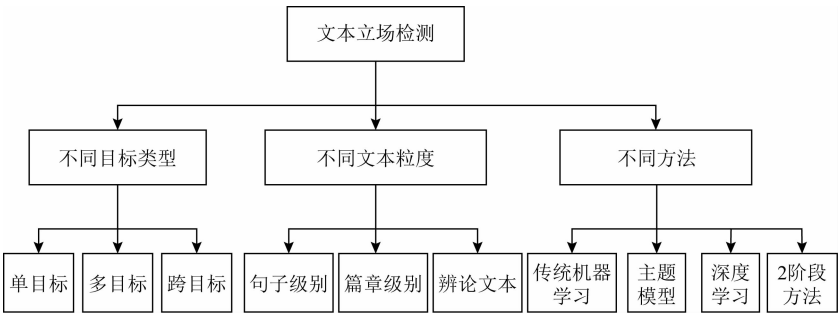 文本立场检测
不同目标类型
不同文本粒度
不同方法
单目标
多目标
跨目标
句子级别
篇章级别
辨论文本
传统机器
学习
主题
模型
深度
学习
2阶段
方法